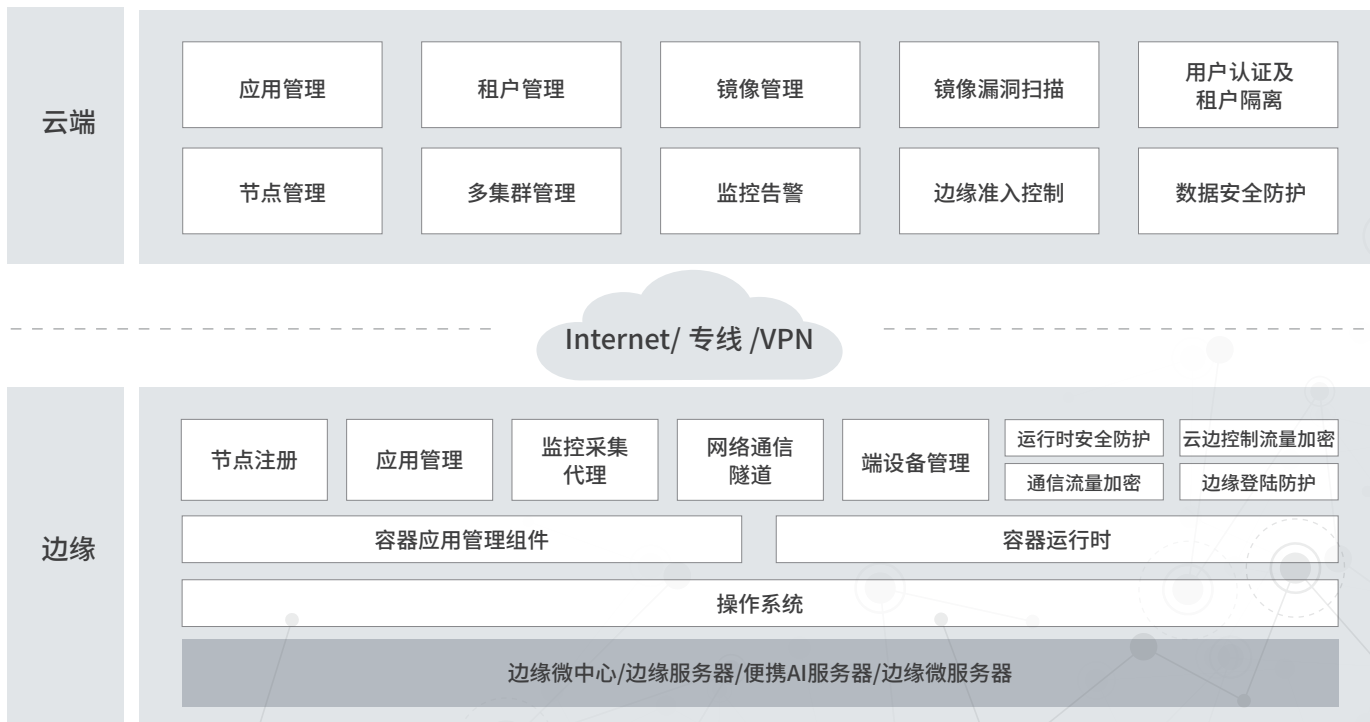 云端
应用管理
租户管理
镜像管理
镜像漏洞扫描
用户认证及
租户隔离
节点管理
多集群管理
监控告警
边缘准入控制
数据安全防护
Internet/ 专线 /VPN
边缘
节点注册
应用管理
监控采集
代理
网络通信
隧道
端设备管理
运行时安全防护
云边控制流量加密
通信流量加密
边缘登陆防护
容器应用管理组件
容器运行时
操作系统
边缘微中心/边缘服务器/便携AI服务器/边缘微服务器